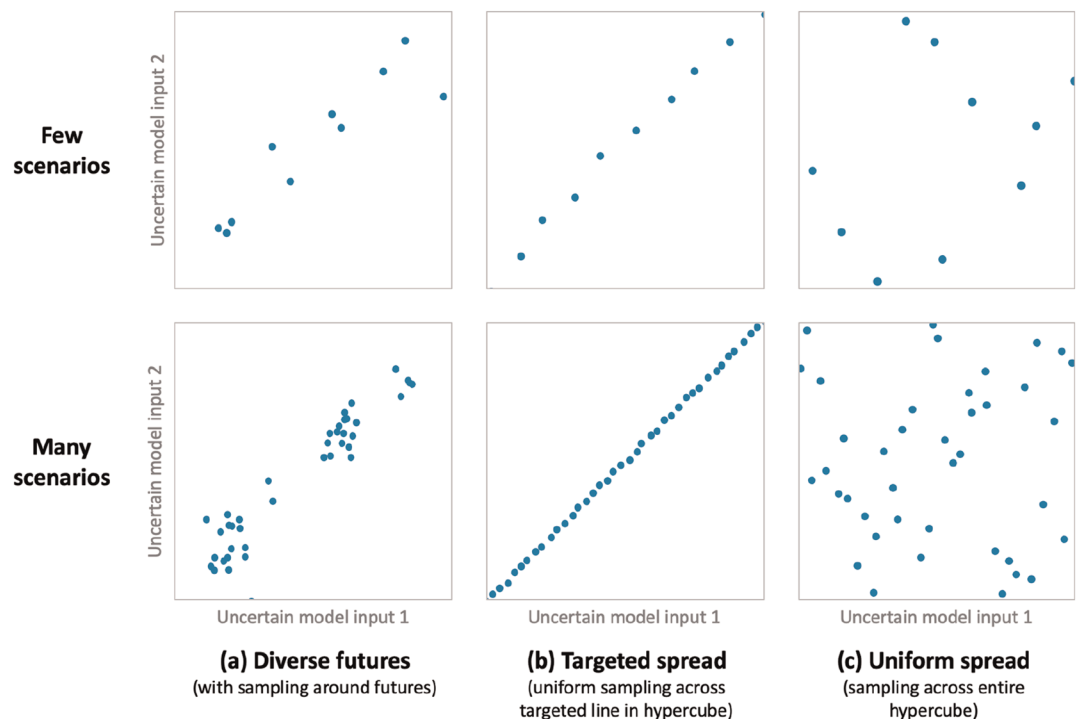 Few
scenarios
Uncertain model input 2
Many
scenarios
Uncertain model input 2
Uncertain model input 1
Uncertain model input 1
Uncertain model input 1
(a) Diverse futures
(with sampling around futures)
(b) Targeted spread
(uniform sampling across
targeted line in hypercube)
(c) Uniform spread
(sampling across entire
hypercube)